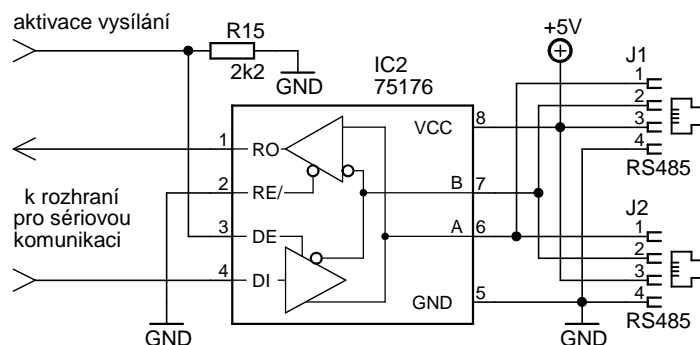 aktivace vysílání
R15
2k2
GND
IC2
75176
+5V
J1
1
2
3
4
RS485
1
RO
VCC
8
2
RE/
B
7
k rozhraní
pro sériovou
komunikaci
3
DE
A
6
4
DI
GND
5
J2
1
2
3
4
RS485
GND
GND